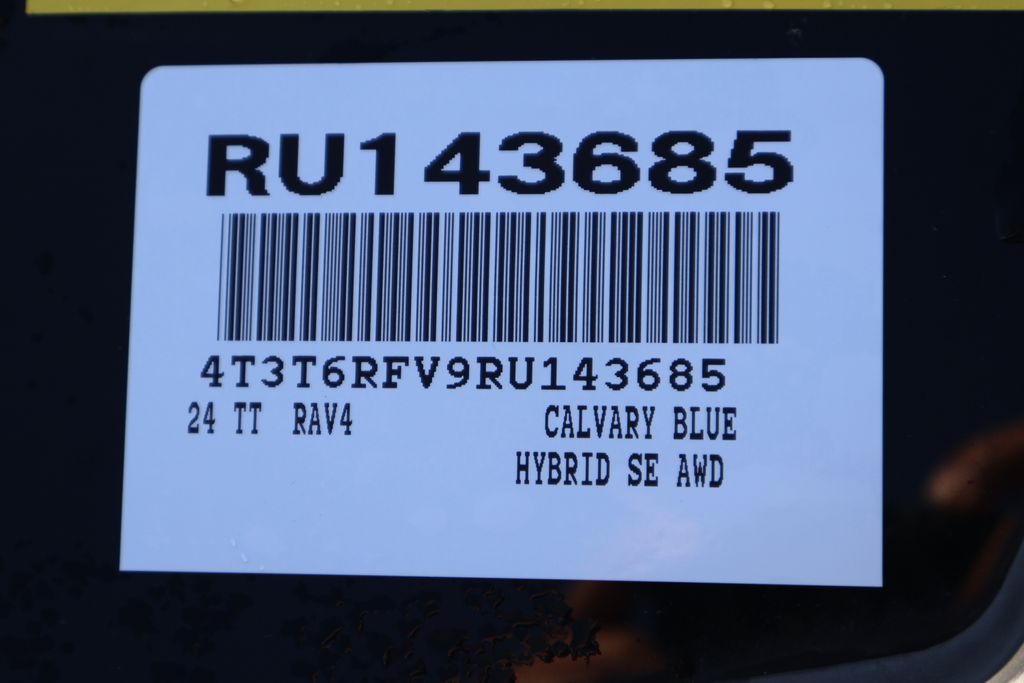 RU143685
4T3T6RFV9RU143685
24 TT RAV4 CALVARY BLUE
HYBRID SE AWD